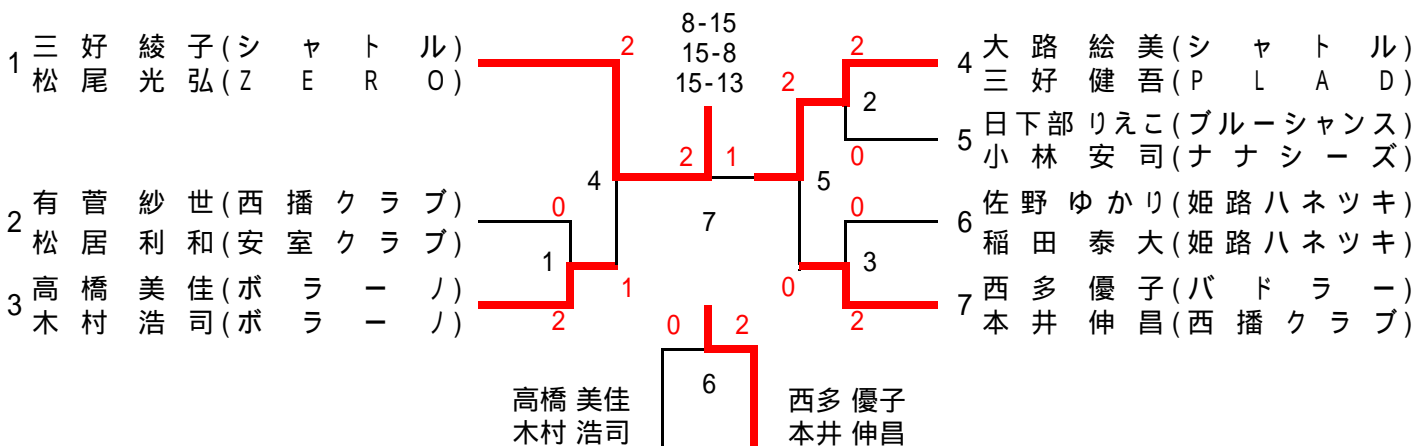 8-15
15-8
15-13
1 三好綾子(シャトル)
松尾光弘(ZERO)
2
2 有菅紗世(西播クラブ)
松居利和(安室クラブ)
0
3 高橋美佳(ボラーノ)
木村浩司(ボラーノ)
2
1
1
4
2 1
7
2
4 大路絵美(シャトル)
三好健吾(PLAD)
2
2
5 日下部りえこ(ブルーシャンス)
小林安司(ナナシーズ)
0
5
6 佐野ゆかり(姫路ハネツキ)
稲田泰大(姫路ハネツキ)
0
3
7 西多優子(バドラー)
本井伸昌(西播クラブ)
2
0
0 2
6
高橋 美佳
木村 浩司
西多 優子
本井 伸昌